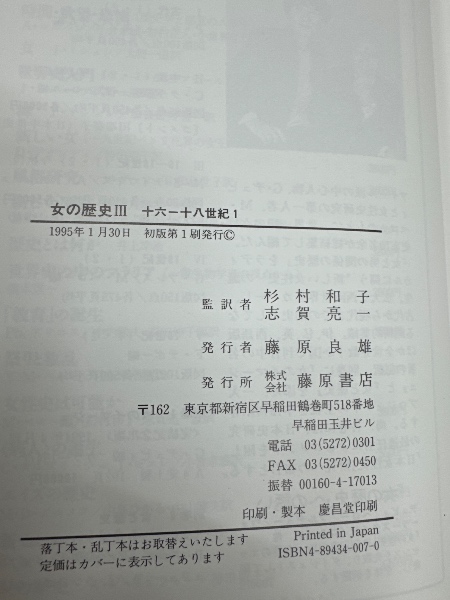 女の歴史III 十六－十八世紀1
1995年1月30日 初版第1刷発行©
監訳者 杉村和子
志賀亮一
発行者 藤原良雄
発行所 株式会社 藤原書店
〒162 東京都新宿区早稲田鶴巻町518番地
早稲田玉井ビル
電話 03(5272)0301
FAX 03(5272)0450
振替 00160-4-17013
印刷・製本 慶昌堂印刷
落丁本・乱丁本はお取替えいたします
定価はカバーに表示してあります
Printed in Japan
ISBN4-89434-007-0